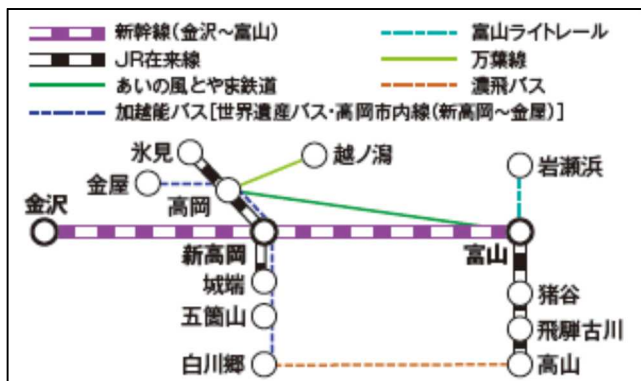 新幹線(金沢～富山)
富山ライトレール
JR在来線
万葉線
あいの風とやま鉄道
濃飛バス
加越能バス[世界遺産バス・高岡市内線(新高岡～金屋)]
氷見
越ノ潟
岩瀬浜
金屋
高岡
金沢
新高岡
富山
城端
猪谷
五箇山
飛騨古川
白川郷
高山